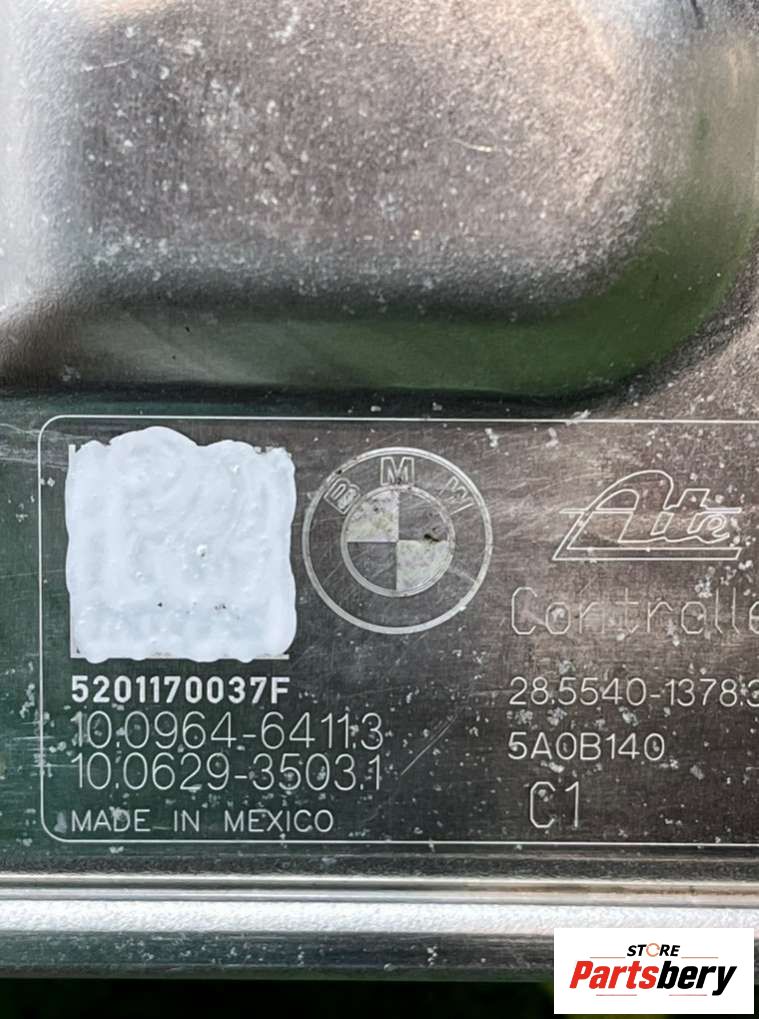 BMW
Ate
Controlle
5201170037F
28.5540-1378.3
10.0964-6411.3
5A0B140
10.0629-3503.1
C1
MADE IN MEXICO
STORE
Partsbery